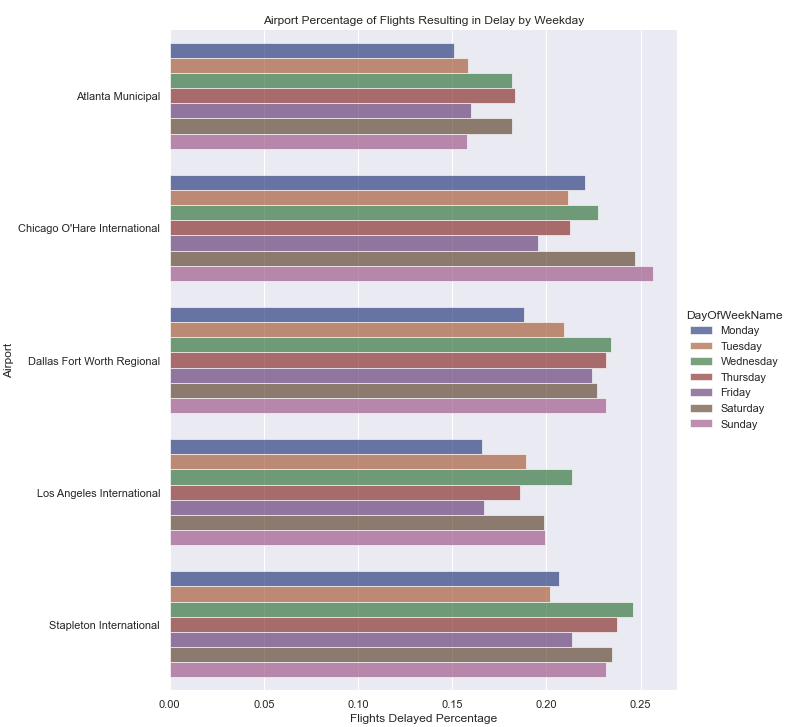 Airport Percentage of Flights Resulting in Delay by Weekday
Airport
Atlanta Municipal
Chicago O'Hare International
Dallas Fort Worth Regional
Los Angeles International
Stapleton International
0.00 0.05 0.10 0.15 0.20 0.25
Flights Delayed Percentage
DayOfWeekName
Monday
Tuesday
Wednesday
Thursday
Friday
Saturday
Sunday